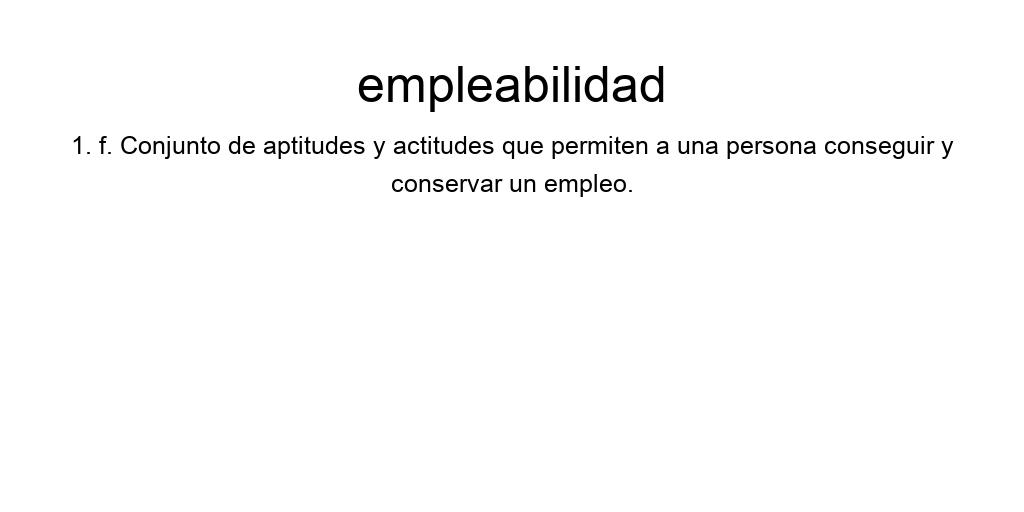 empleabilidad
1. f. Conjunto de aptitudes y actitudes que permiten a una persona conseguir y
conservar un empleo.